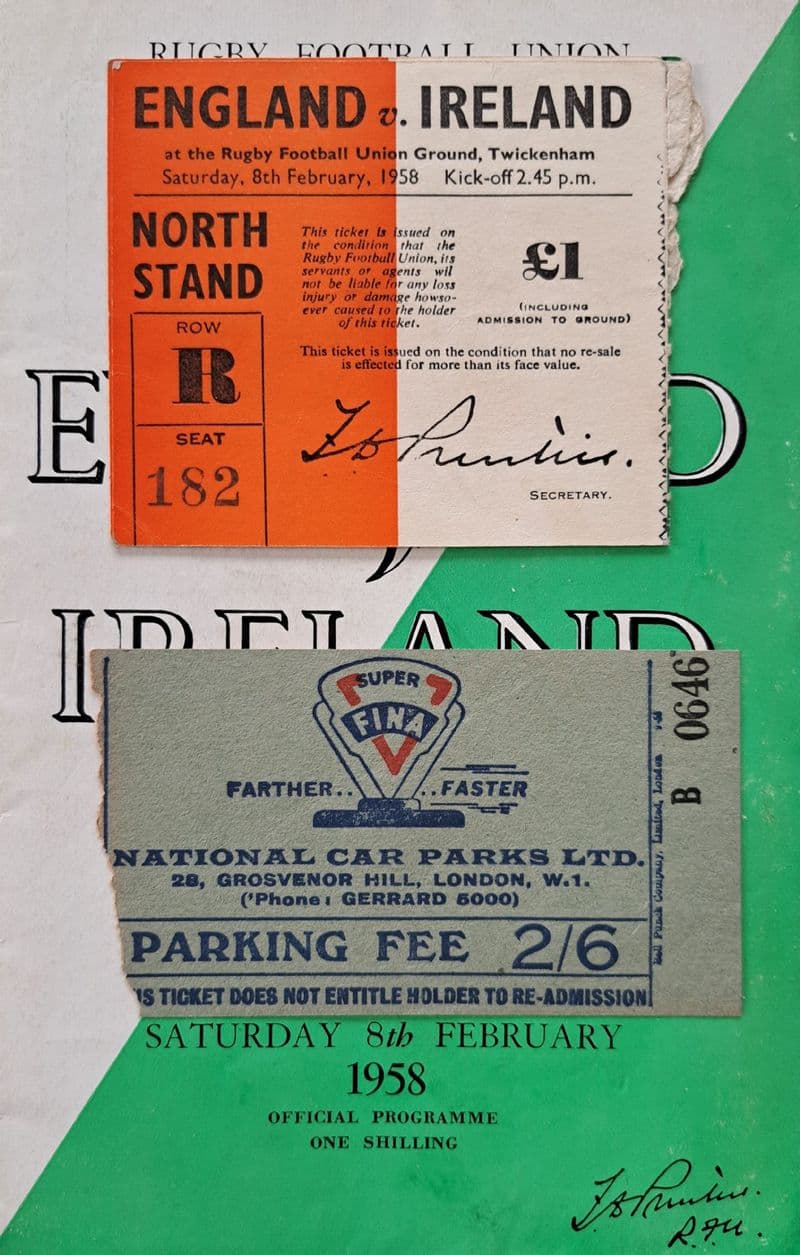 RUGBY FOOTBALL UNION
ENGLAND v. IRELAND
at the Rugby Football Union Ground, Twickenham
Saturday, 8th February, 1958 Kick-off 2.45 p.m.
NORTH
STAND
ROW
R
SEAT
182
This ticket is issued on
the condition that the
Rugby Football Union, its
servants or agents wil
not be liable for any loss
injury or damage howso-
ever caused to the holder
of this ticket.
£1
(INCLUDING
ADMISSION TO GROUND)
This ticket is issued on the condition that no re-sale
is effected for more than its face value.
SECRETARY.
E D
v
IRELAND
SUPER
FINA
FARTHER.. ..FASTER
NATIONAL CAR PARKS LTD.
28, GROSVENOR HILL, LONDON, W.1.
('Phone: GERRARD 5000)
PARKING FEE 2/6
IS TICKET DOES NOT ENTITLE HOLDER TO RE-ADMISSION
Bell Punch Company, Limited, London
B 0646
SATURDAY 8th FEBRUARY
1958
OFFICIAL PROGRAMME
ONE SHILLING
R.F.U.